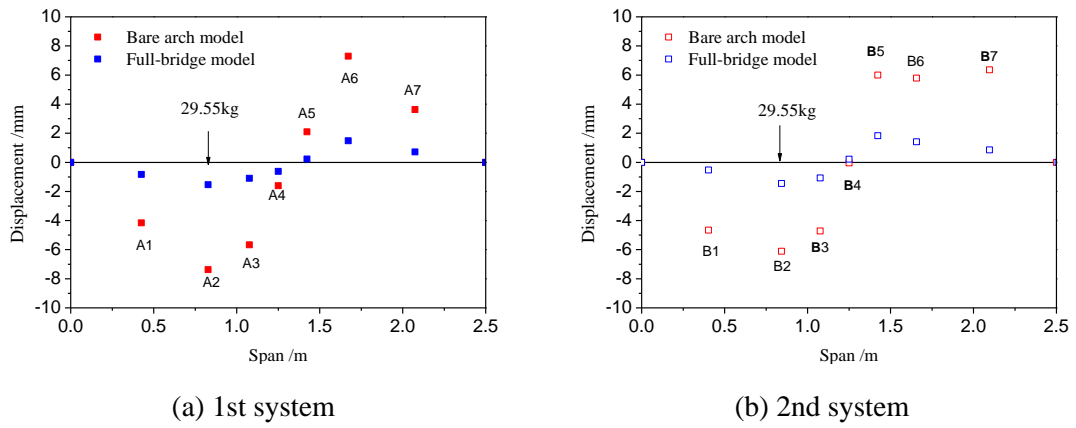 10
8
6
4
2
0
-2
-4
-6
-8
-10
Displacement /mm
Bare arch model
Full-bridge model
29.55kg
A1
A2
A3
A4
A5
A6
A7
0.0 0.5 1.0 1.5 2.0 2.5
Span /m
(a) 1st system
10
8
6
4
2
0
-2
-4
-6
-8
-10
Displacement /mm
Bare arch model
Full-bridge model
29.55kg
B1
B2
B3
B4
B5
B6
B7
0.0 0.5 1.0 1.5 2.0 2.5
Span /m
(b) 2nd system